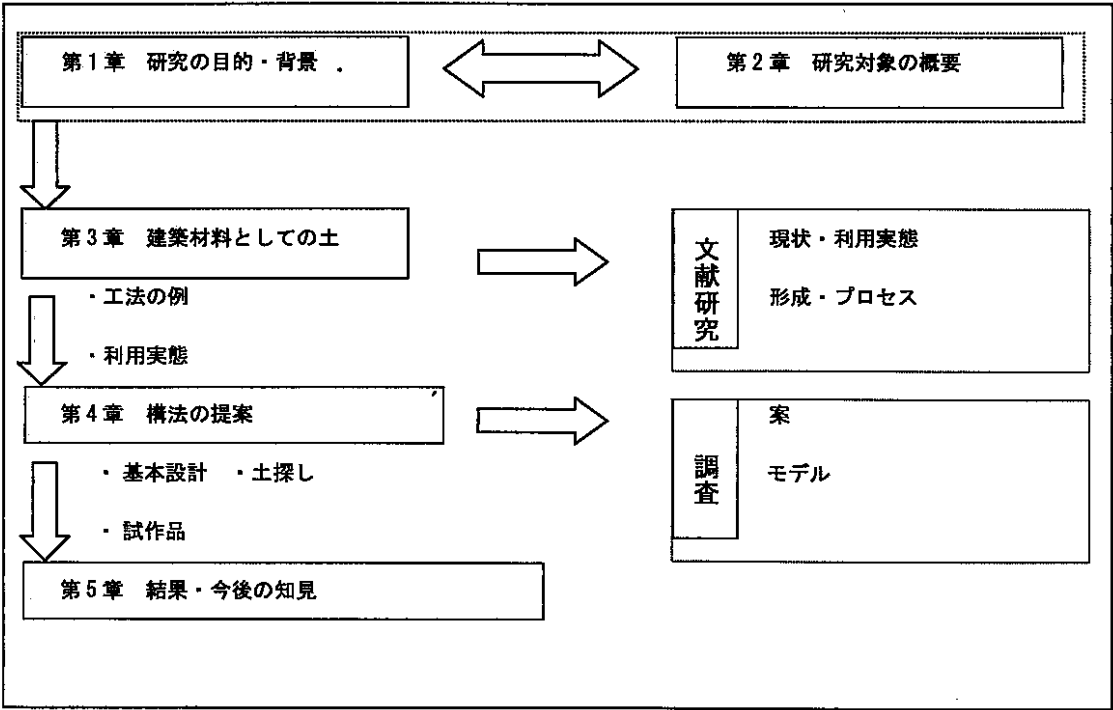 第1章 研究の目的・背景
第2章 研究対象の概要
第3章 建築材料としての土
・工法の例
・利用実態
文献研究
現状・利用実態
形成・プロセス
第4章 構法の提案
・基本設計 ・土探し
・試作品
調査
案
モデル
第5章 結果・今後の知見